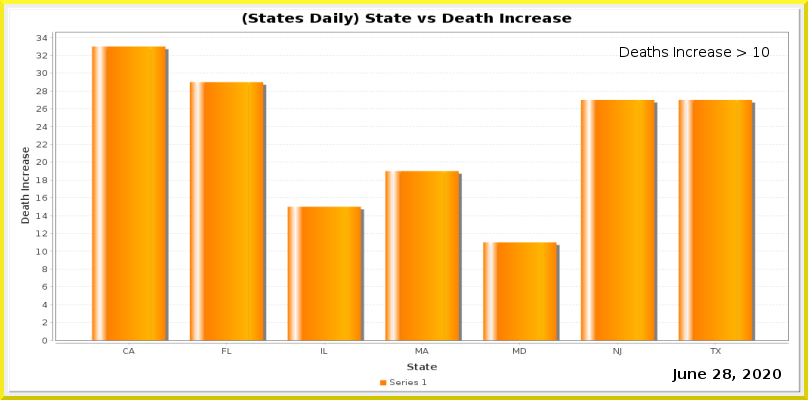 (States Daily) State vs Death Increase
Deaths Increase > 10
Death Increase
34
32
30
28
26
24
22
20
18
16
14
12
10
8
6
4
2
0
CA FL IL MA MD NJ TX
State
Series 1
June 28, 2020